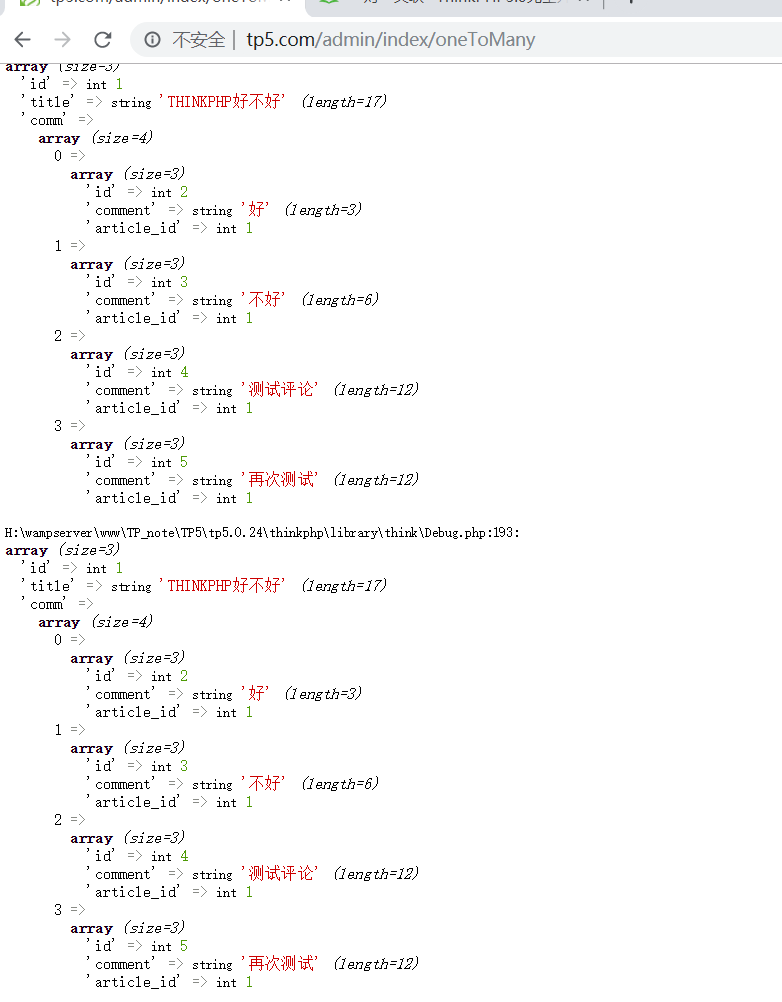 不安全 | tp5.com/admin/index/oneToMany
array (size=3)
'id' => int 1
'title' => string 'THINKPHP好不好' (length=17)
'comm' =>
array (size=4)
0 =>
array (size=3)
'id' => int 2
'comment' => string '好' (length=3)
'article_id' => int 1
1 =>
array (size=3)
'id' => int 3
'comment' => string '不好' (length=6)
'article_id' => int 1
2 =>
array (size=3)
'id' => int 4
'comment' => string '测试评论' (length=12)
'article_id' => int 1
3 =>
array (size=3)
'id' => int 5
'comment' => string '再次测试' (length=12)
'article_id' => int 1
H:\wampserver\www\TP_note\TP5\tp5.0.24\thinkphp\library\think\Debug.php:193:
array (size=3)
'id' => int 1
'title' => string 'THINKPHP好不好' (length=17)
'comm' =>
array (size=4)
0 =>
array (size=3)
'id' => int 2
'comment' => string '好' (length=3)
'article_id' => int 1
1 =>
array (size=3)
'id' => int 3
'comment' => string '不好' (length=6)
'article_id' => int 1
2 =>
array (size=3)
'id' => int 4
'comment' => string '测试评论' (length=12)
'article_id' => int 1
3 =>
array (size=3)
'id' => int 5
'comment' => string '再次测试' (length=12)
'article_id' => int 1